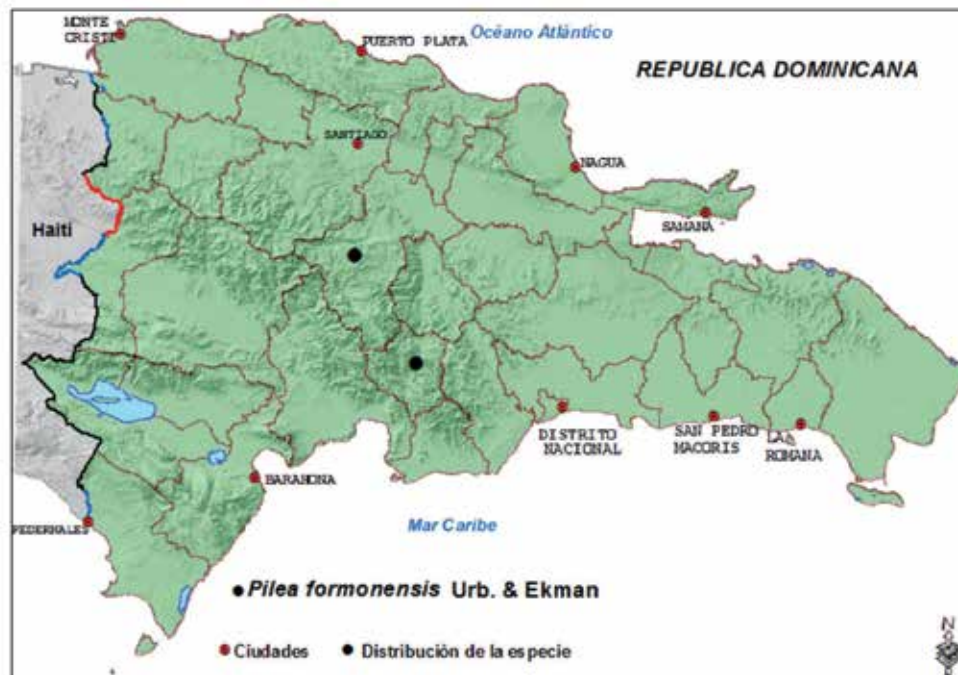 MONTE
CRISTI
PUERTO PLATA
Océano Atlántico
REPUBLICA DOMINICANA
SANTIAGO
NAGUA
SAMANA
Haití
DISTRITO
NACIONAL
SAN PEDRO
MACORIS
LA
ROMANA
BARAHONA
PEDERNALES
Mar Caribe
Pilea formonensis Urb. & Ekman
Ciudades
Distribución de la especie
N